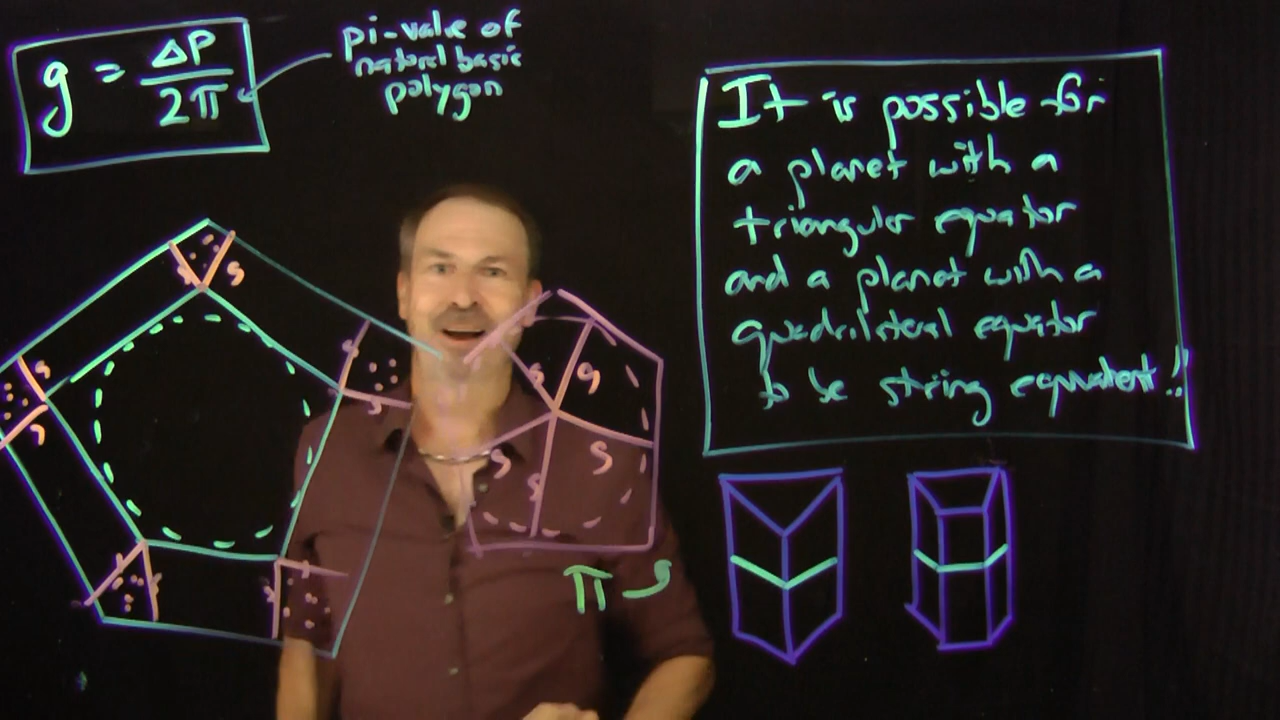 g = ΔP / 2π
pi-value of
natural basic
polygon
It is possible for
a planet with a
triangular equator
and a planet with a
quadrilateral equator
to be string equivalent!!
g
g
g
g
g
g
g
g
g
π g